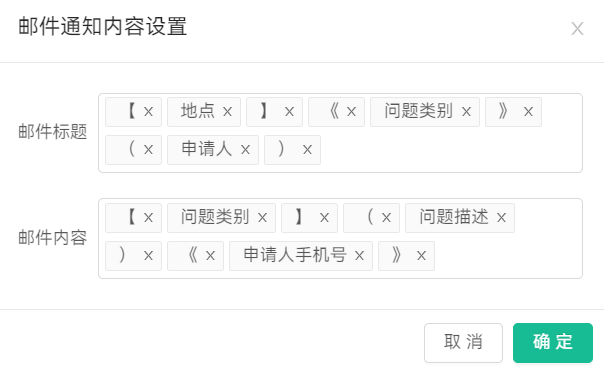 邮件通知内容设置 X
【 x 地点 x 】 x 《 x 问题类别 x 》 x
邮件标题
（ x 申请人 x ） x
【 x 问题类别 x 】 x （ x 问题描述 x
邮件内容
） x 《 x 申请人手机号 x 》 x
取 消 确 定